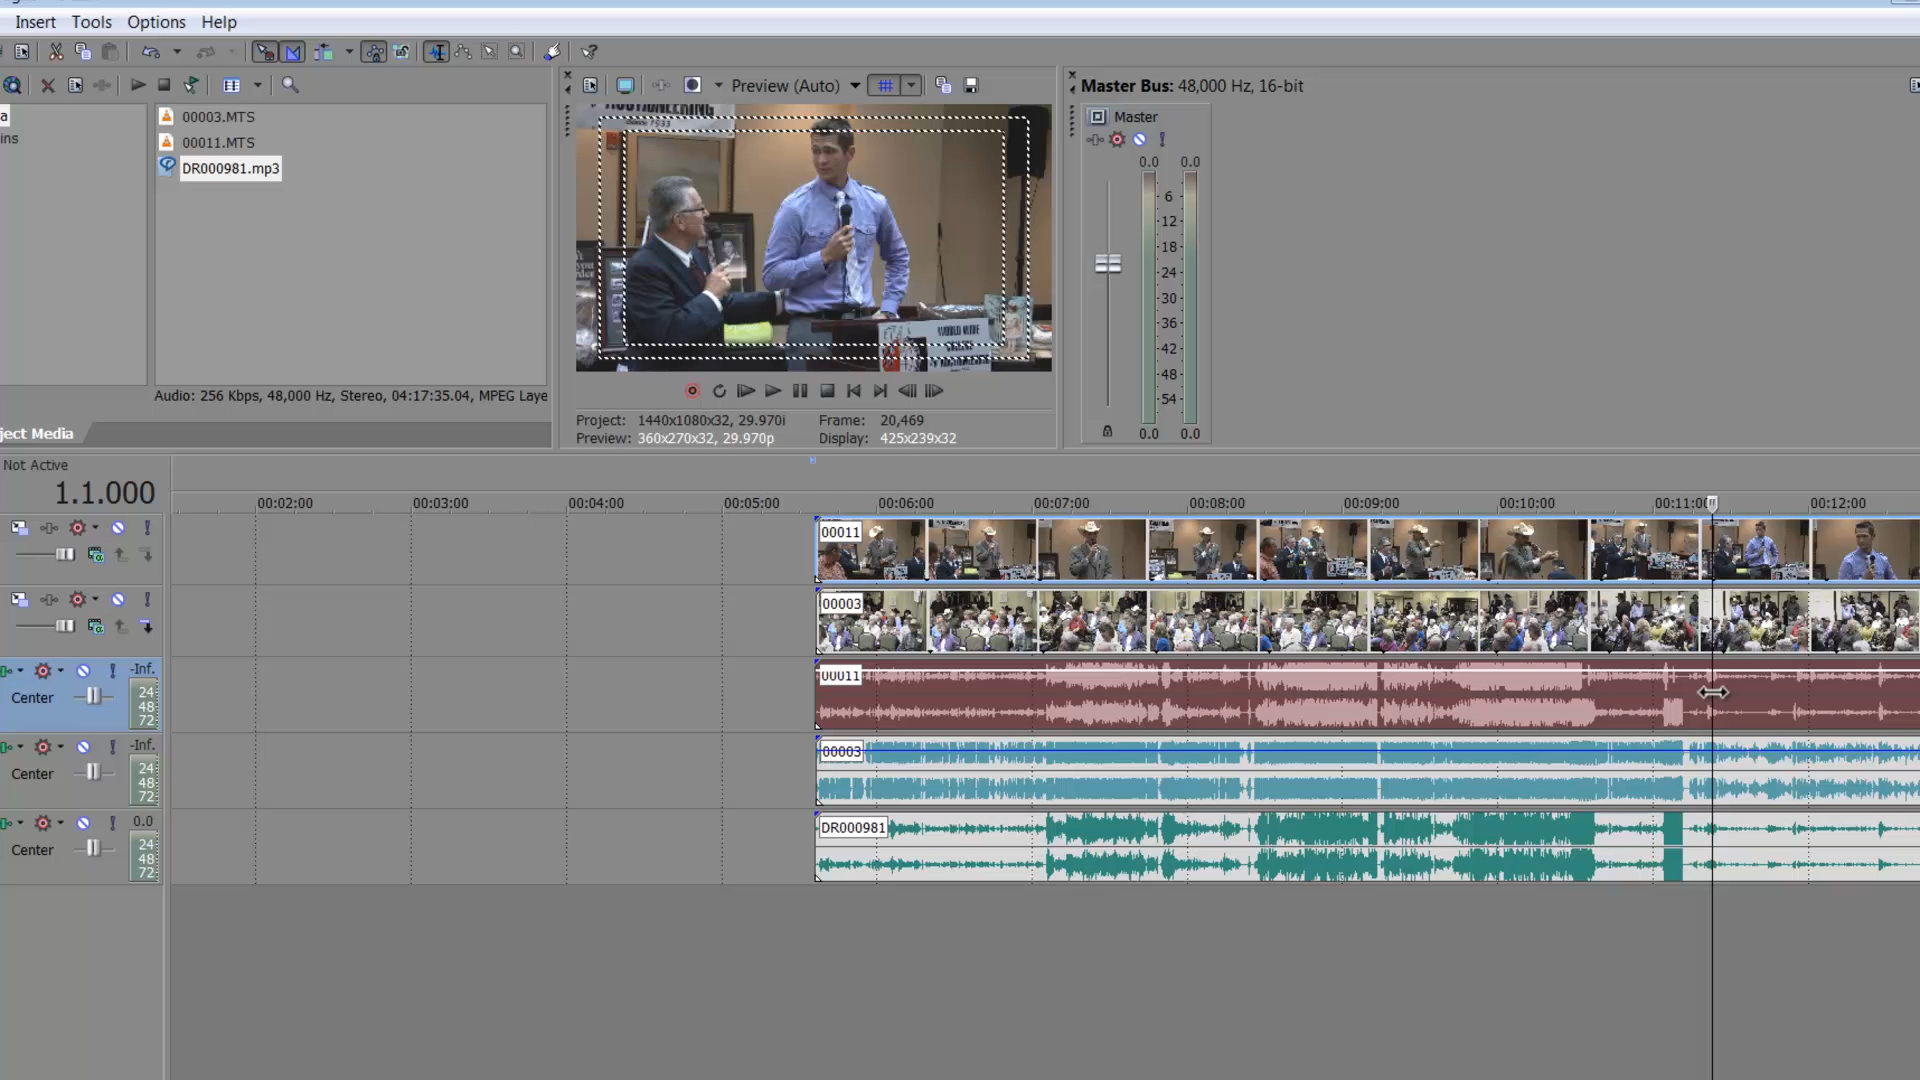 Insert Tools Options Help
Preview (Auto)
Master Bus: 48,000 Hz, 16-bit
a
ins
00003.MTS
00011.MTS
DR000981.mp3
Audio: 256 Kbps, 48,000 Hz, Stereo, 04:17:35.04, MPEG Laye
ject Media
AUCTIONEERING
Project: 1440x1080x32, 29.970i Frame: 20,469
Preview: 360x270x32, 29.970p Display: 425x239x32
Master
0.0 0.0
6
12
18
24
30
36
42
48
54
0.0 0.0
Not Active
1.1.000
00:02:00 00:03:00 00:04:00 00:05:00 00:06:00 00:07:00 00:08:00 00:09:00 00:10:00 00:11:00 00:12:00
00011
00003
-Inf.
Center
24
48
72
00011
-Inf.
Center
24
48
72
00003
0.0
Center
24
48
72
DR000981